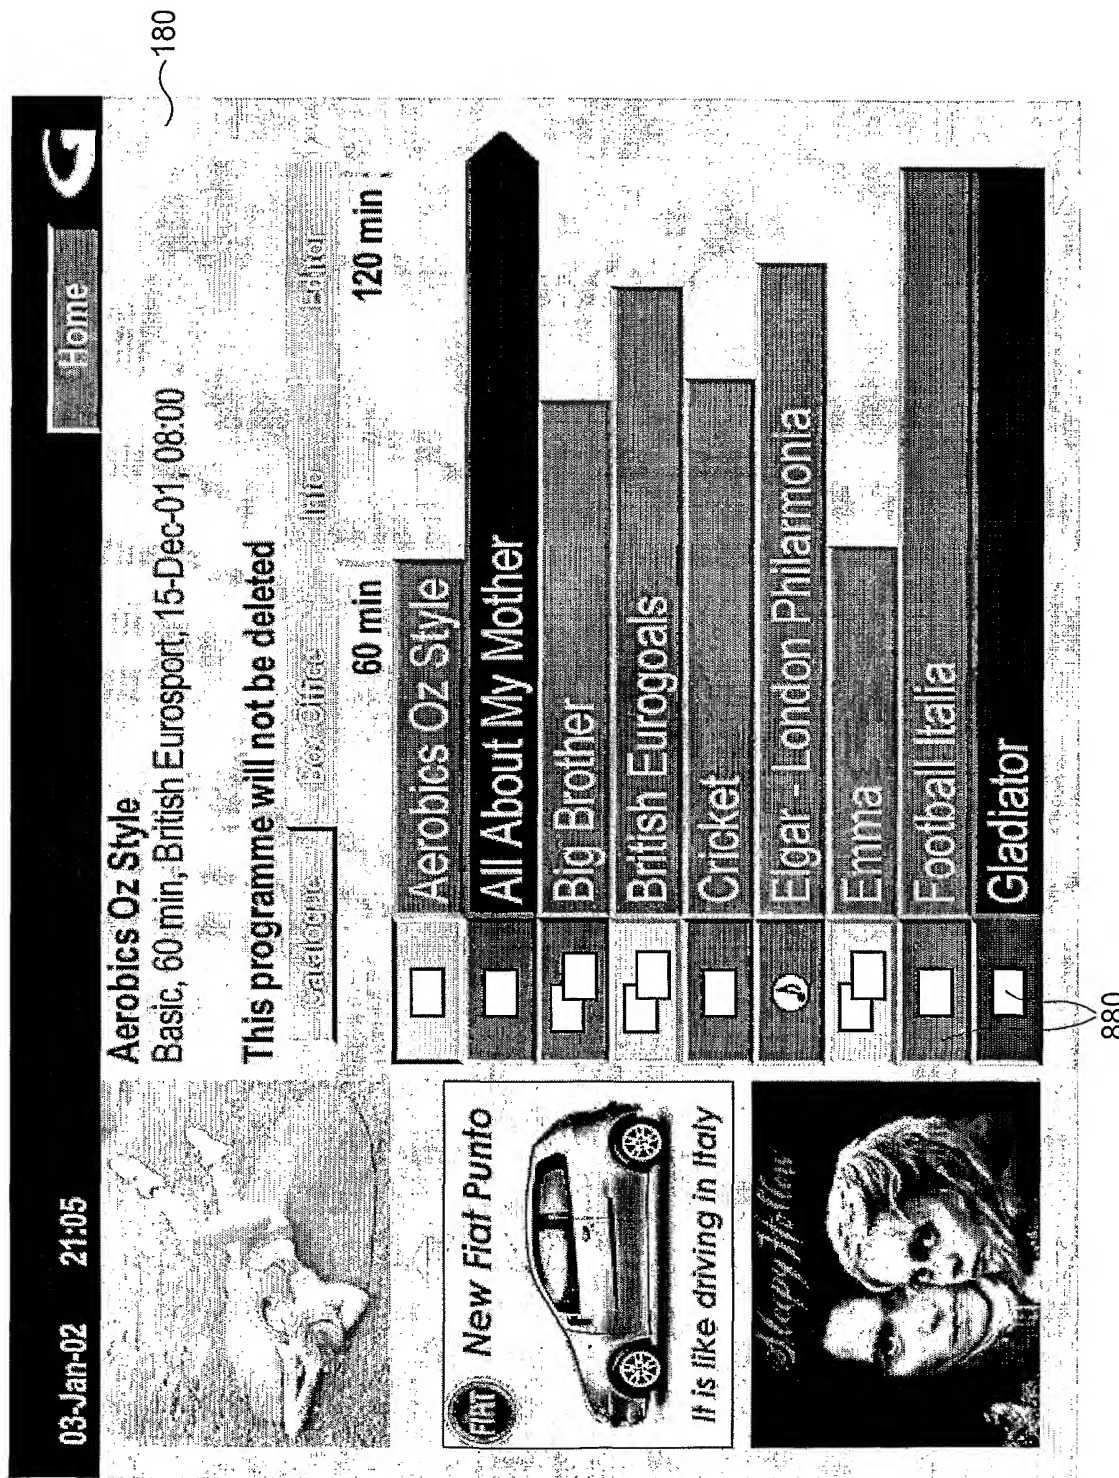 03-Jan-02 21:05
Home
180
Aerobics Oz Style
Basic, 60 min, British Eurosport, 15-Dec-01, 08:00
This programme will not be deleted
Catalogue Box Office Info Editor
60 min 120 min
Aerobics Oz Style
All About My Mother
Big Brother
British Eurogoals
Cricket
Elgar - London Philarmonia
Emma
Football Italia
Gladiator
FIAT New Fiat Punto
It is like driving in Italy
880